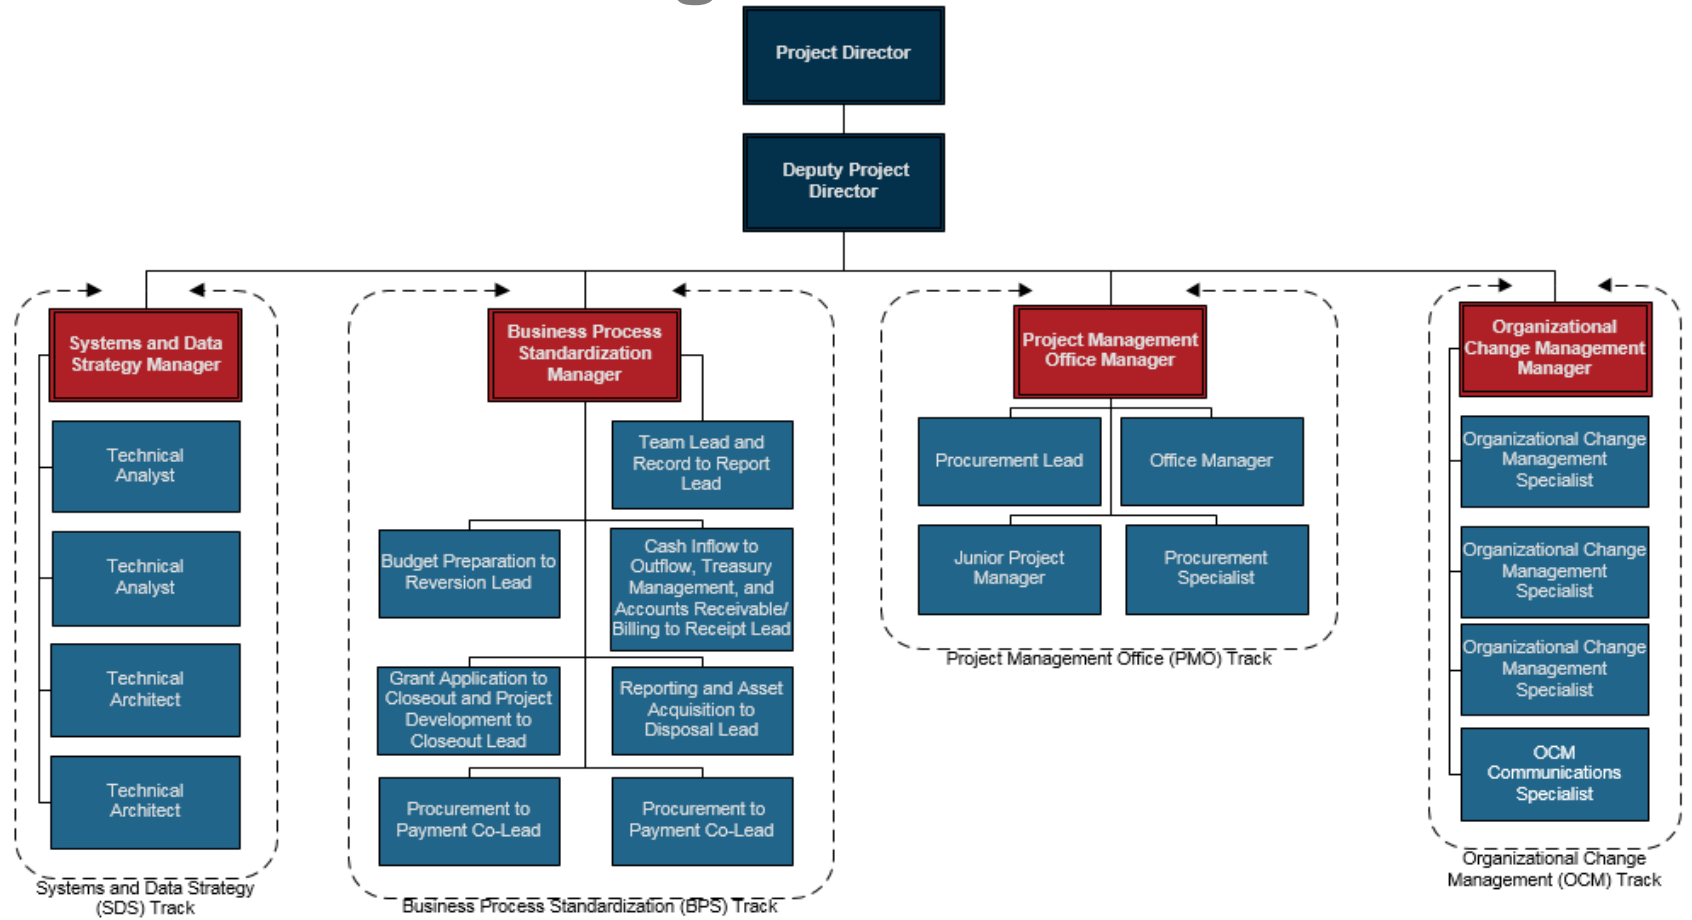 Project Director
Deputy Project
Director
Systems and Data
Strategy Manager
Technical
Analyst
Technical
Analyst
Technical
Architect
Technical
Architect
Systems and Data Strategy
(SDS) Track
Business Process
Standardization
Manager
Team Lead and
Record to Report
Lead
Budget Preparation to
Reversion Lead
Cash Inflow to
Outflow, Treasury
Management, and
Accounts Receivable/
Billing to Receipt Lead
Grant Application to
Closeout and Project
Development to
Closeout Lead
Reporting and Asset
Acquisition to
Disposal Lead
Procurement to
Payment Co-Lead
Procurement to
Payment Co-Lead
Business Process Standardization (BPS) Track
Project Management
Office Manager
Procurement Lead
Office Manager
Junior Project
Manager
Procurement
Specialist
Project Management Office (PMO) Track
Organizational
Change Management
Manager
Organizational Change
Management
Specialist
Organizational Change
Management
Specialist
Organizational Change
Management
Specialist
OCM
Communications
Specialist
Organizational Change
Management (OCM) Track